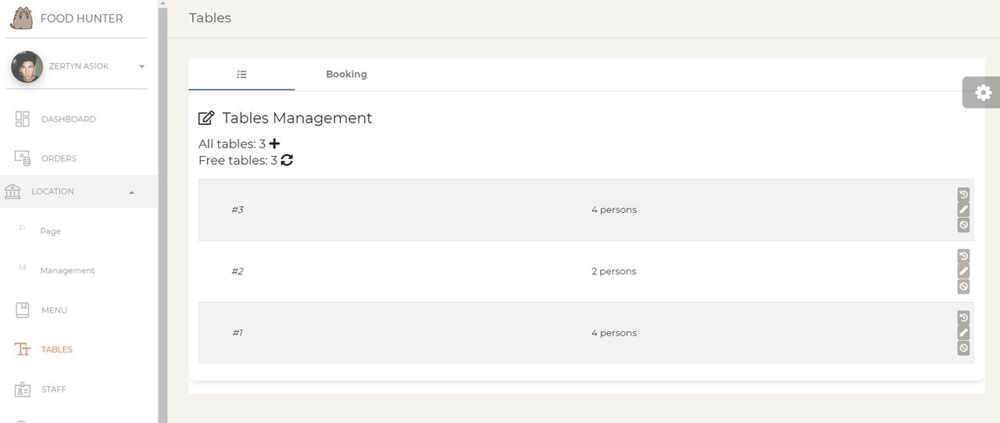 FOOD HUNTER
Tables
ZERTYN ASIOK
Booking
DASHBOARD
Tables Management
All tables: 3
ORDERS
Free tables: 3
LOCATION
#3 4 persons
P Page
M Management
#2 2 persons
MENU
#1 4 persons
TABLES
STAFF